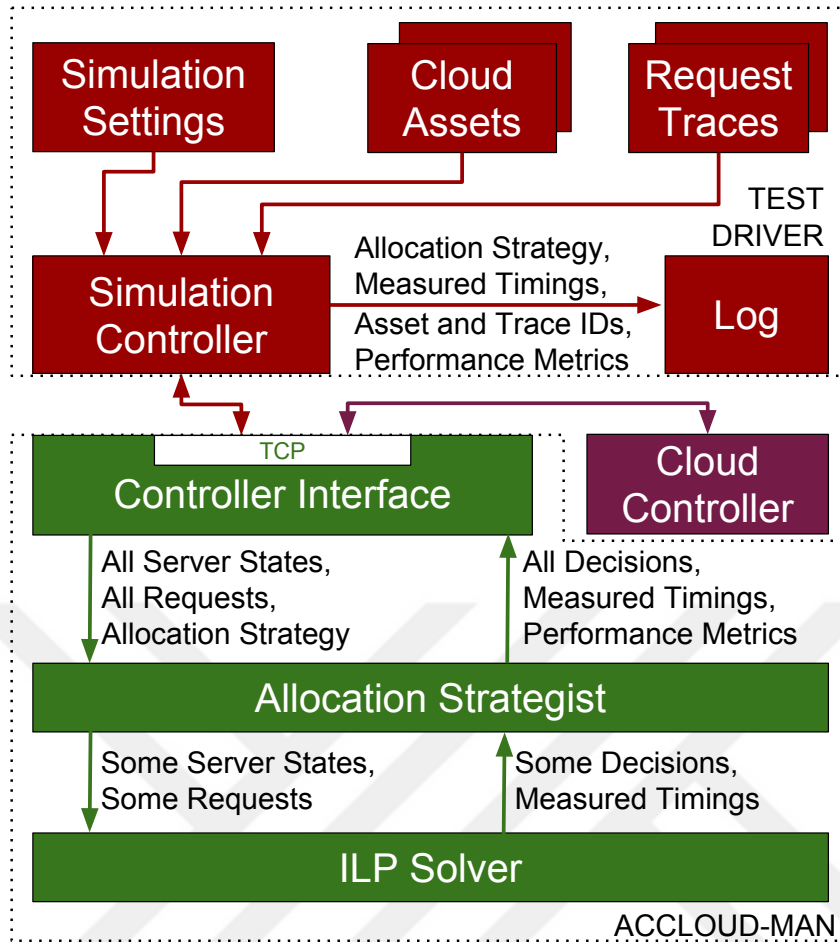 Simulation
Settings
Cloud
Assets
Request
Traces
TEST
DRIVER
Simulation
Controller
Allocation Strategy,
Measured Timings,
Asset and Trace IDs,
Performance Metrics
Log
TCP
Controller Interface
Cloud
Controller
All Server States,
All Requests,
Allocation Strategy
All Decisions,
Measured Timings,
Performance Metrics
Allocation Strategist
Some Server States,
Some Requests
Some Decisions,
Measured Timings
ILP Solver
ACCLOUD-MAN